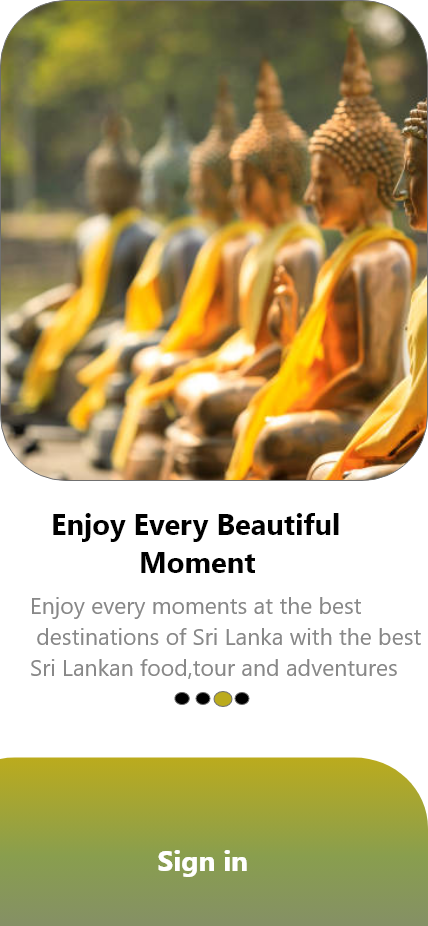 Enjoy Every Beautiful
Moment
Enjoy every moments at the best
destinations of Sri Lanka with the best
Sri Lankan food,tour and adventures
Sign in